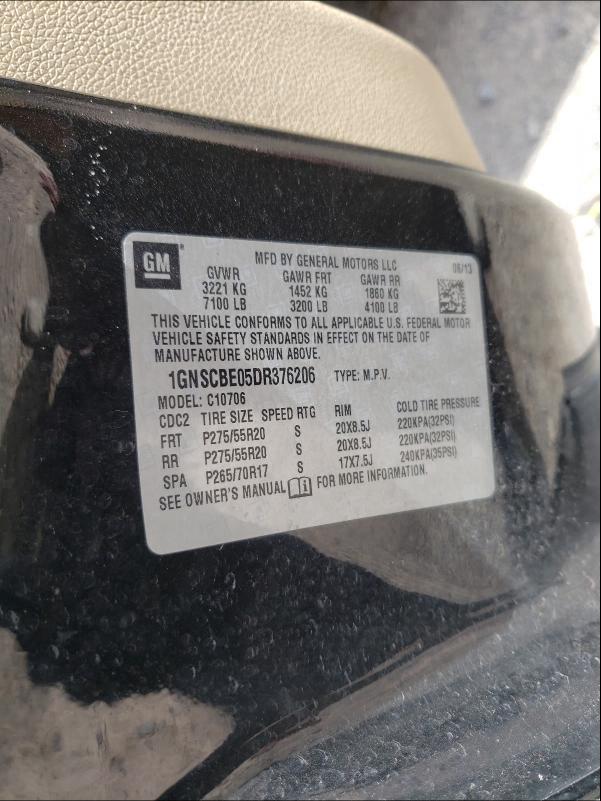 GM
MFD BY GENERAL MOTORS LLC 06/13
GVWR GAWR FRT GAWR RR
3221 KG 1452 KG 1860 KG
7100 LB 3200 LB 4100 LB
THIS VEHICLE CONFORMS TO ALL APPLICABLE U.S. FEDERAL MOTOR
VEHICLE SAFETY STANDARDS IN EFFECT ON THE DATE OF
MANUFACTURE SHOWN ABOVE.
1GNSCBE05DR376206 TYPE: M.P.V.
MODEL: C10706
CDC2 TIRE SIZE SPEED RTG RIM COLD TIRE PRESSURE
FRT P275/55R20 S 20X8.5J 220KPA(32PSI)
RR P275/55R20 S 20X8.5J 220KPA(32PSI)
SPA P265/70R17 S 17X7.5J 240KPA(35PSI)
SEE OWNER'S MANUAL FOR MORE INFORMATION.